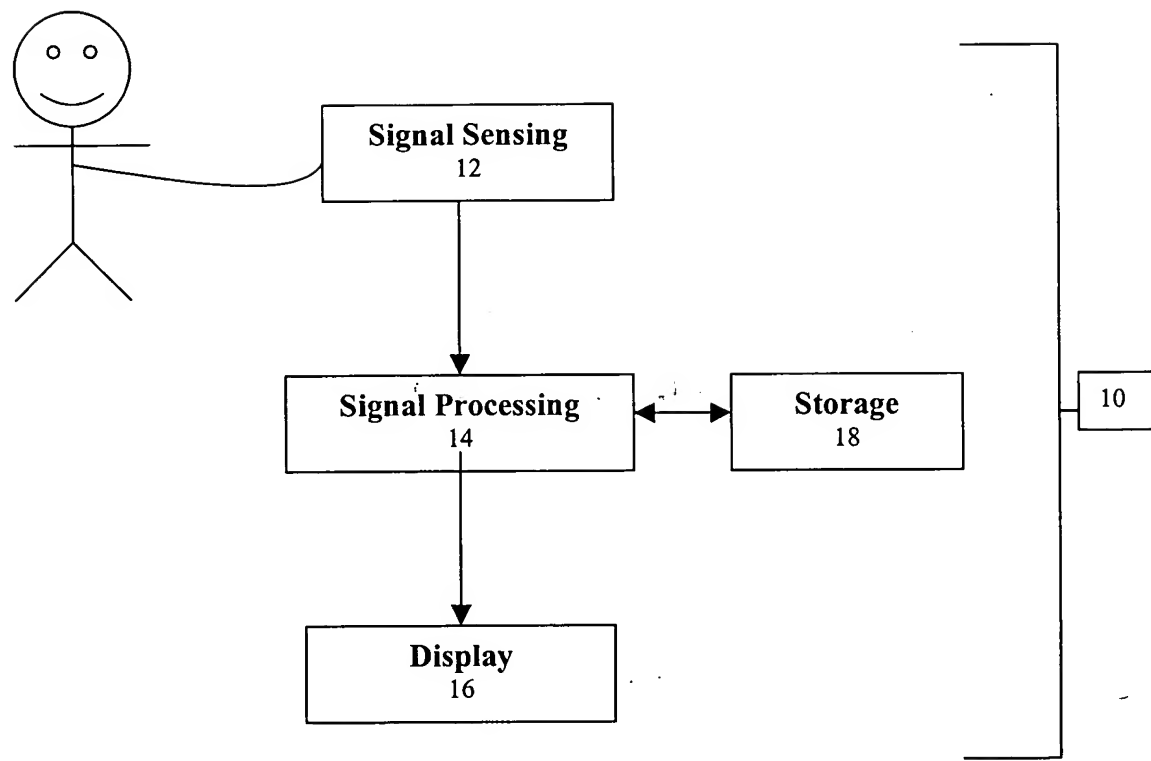 Signal Sensing
12
Signal Processing
14
Storage
18
10
Display
16